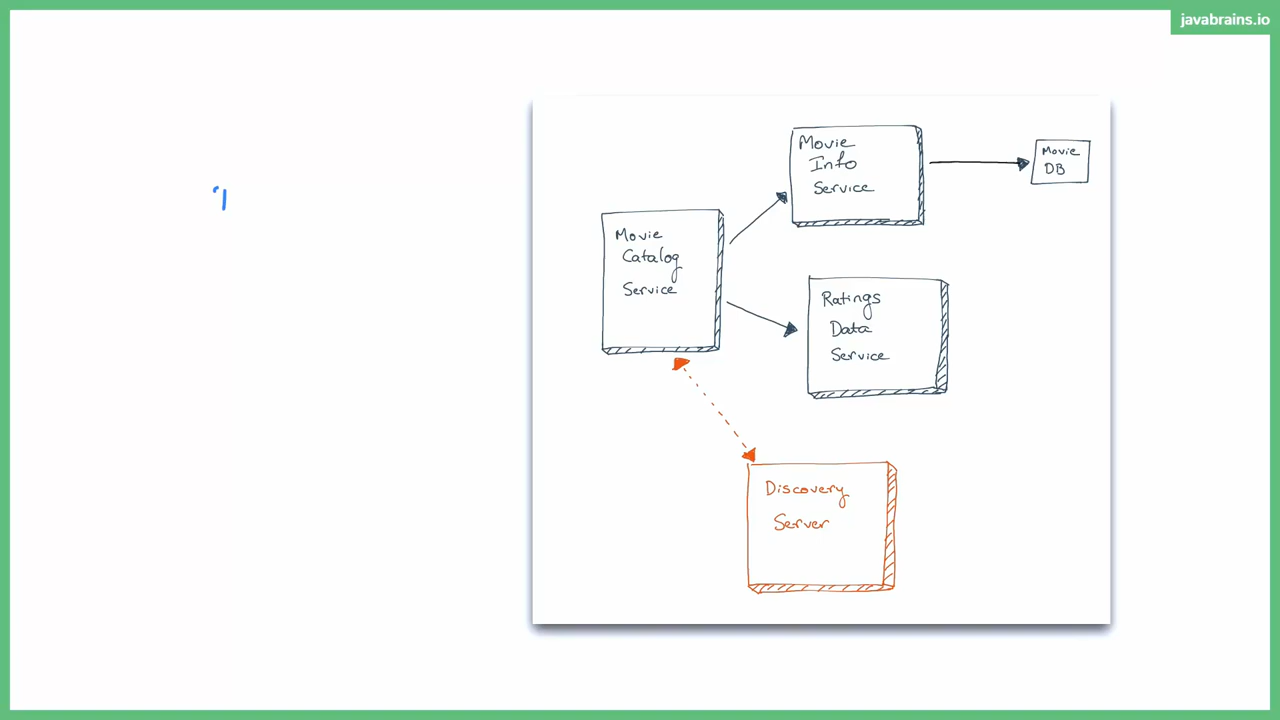 javabrains.io
Movie
Info
Service
Movie
DB
Movie
Catalog
Service
Ratings
Data
Service
Discovery
Server